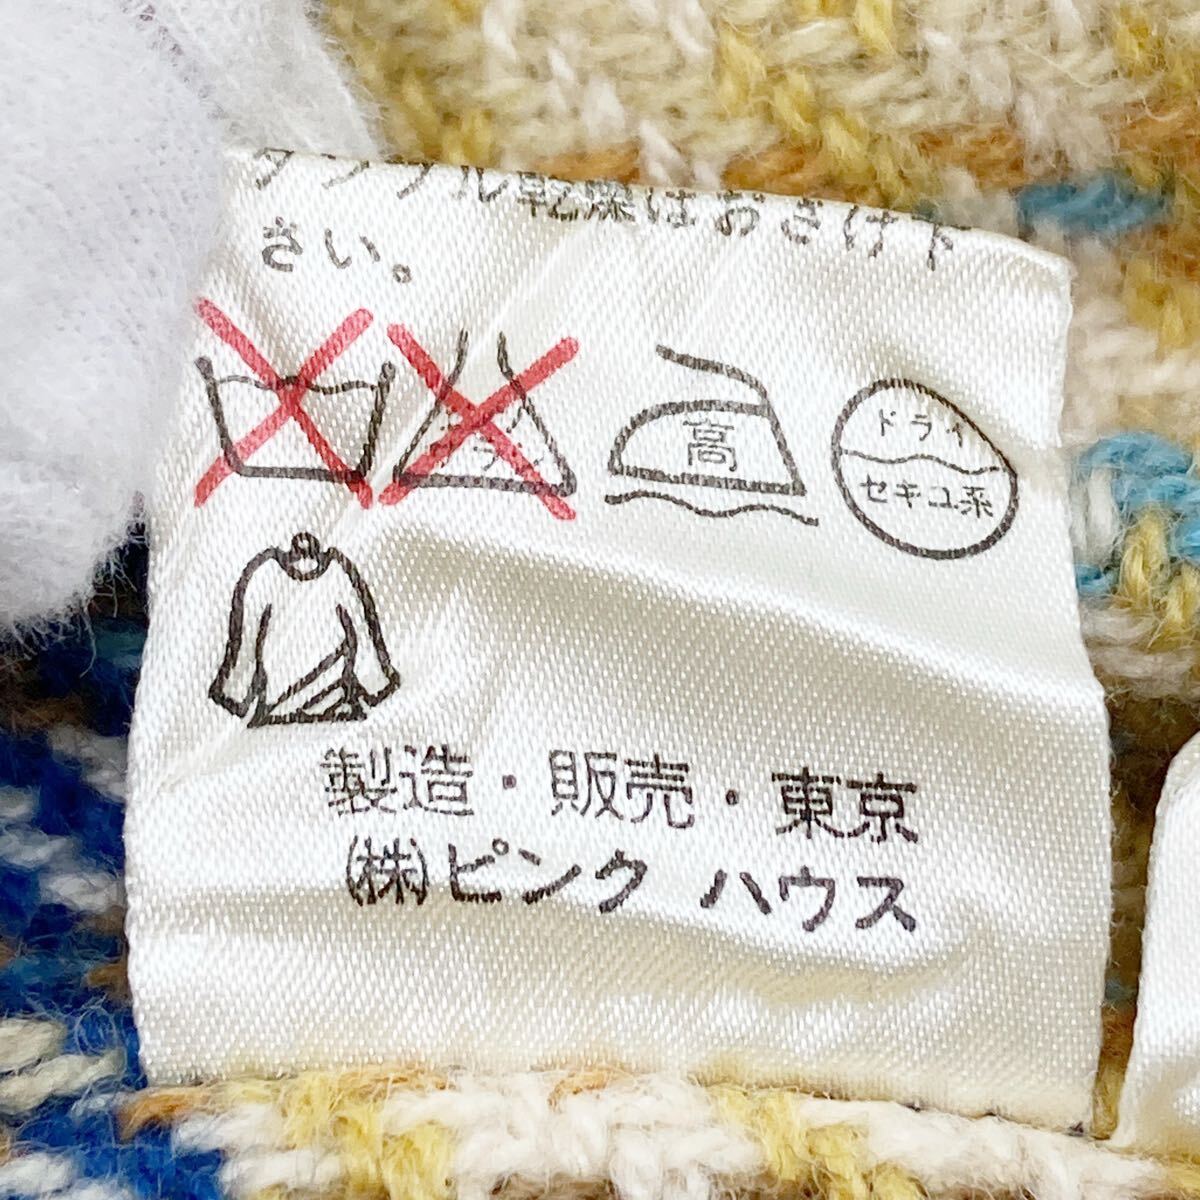 タンブル乾燥はおさけ下
さい。
高
ドライ
セキユ系
製造・販売・東京
㈱ピンク ハウス